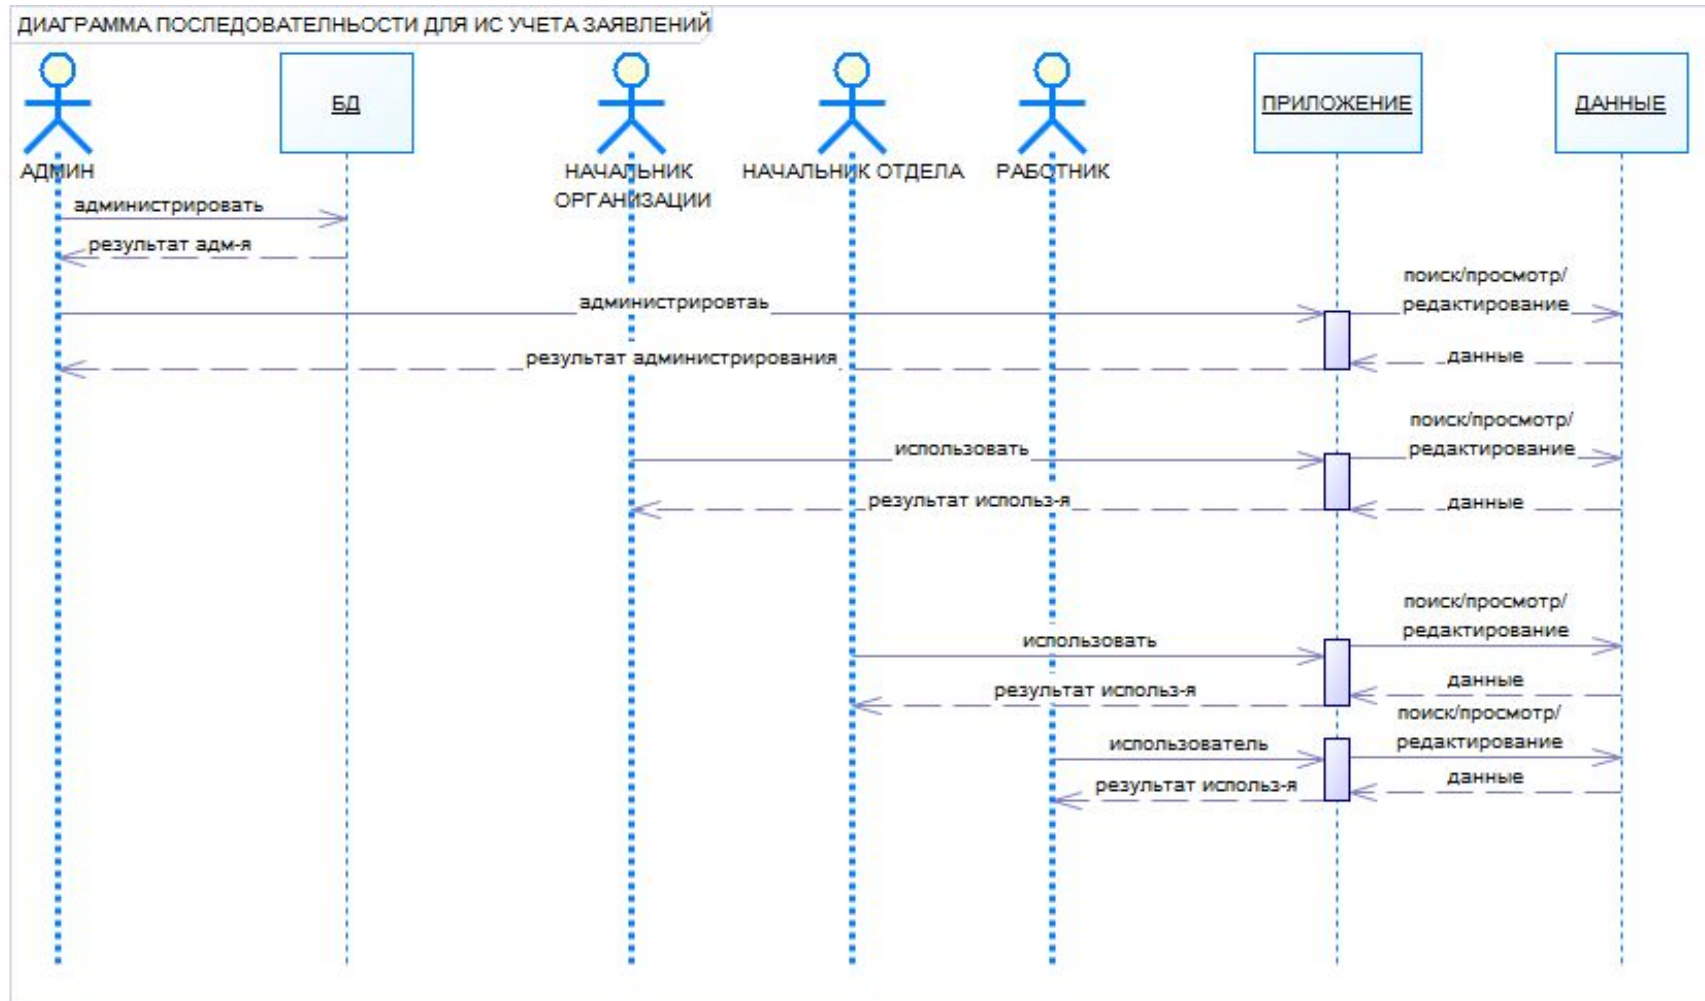 ДИАГРАММА ПОСЛЕДОВАТЕЛНЬОСТИ ДЛЯ ИС УЧЕТА ЗАЯВЛЕНИЙ
БД
ПРИЛОЖЕНИЕ
ДАННЫЕ
АДМИН
НАЧАЛЬНИК
ОРГАНИЗАЦИИ
НАЧАЛЬНИК ОТДЕЛА
РАБОТНИК
администрировать
результат адм-я
администрировтаь
поиск/просмотр/
редактирование
результат администрирования
данные
использовать
поиск/просмотр/
редактирование
результат использ-я
данные
использовать
поиск/просмотр/
редактирование
результат использ-я
данные
использователь
поиск/просмотр/
редактирование
результат использ-я
данные